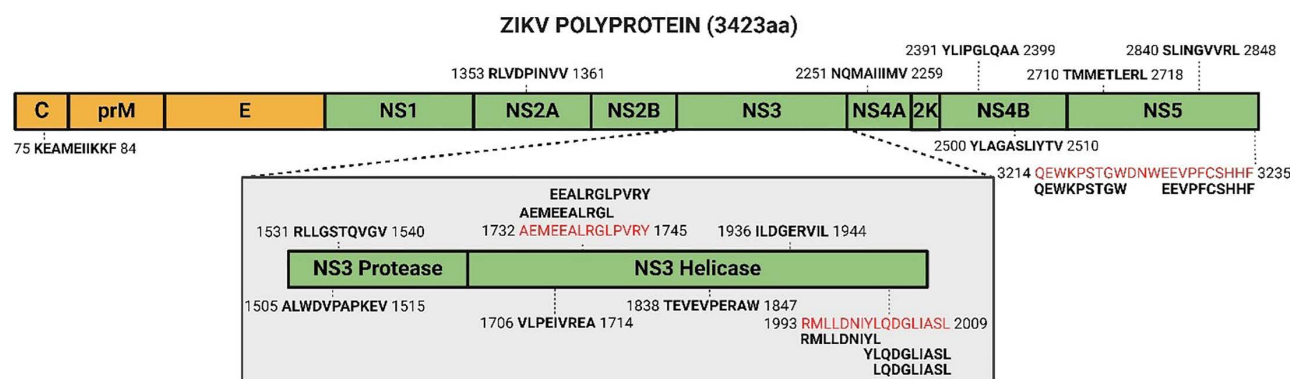 ZIKV POLYPROTEIN (3423aa)
2391 YLIPGLQAA 2399
2840 SLINGVVRL 2848
1353 RLVDPINVV 1361
2251 NQMAIIIMV 2259
2710 TMMETLERL 2718
C prM E NS1 NS2A NS2B NS3 NS4A 2K NS4B NS5
75 KEAMEIIKKF 84
2500 YLAGASLIYTV 2510
3214 QEWKPSTGWDNWEEVPFCSHHF 3235
QEWKPSTGW EEVPFCSHHF
EEALRGLPVRY
AEMEEALRGL
1531 RLLGSTQVGV 1540
1732 AEMEEALRGLPVRY 1745
1936 ILDGERVIL 1944
NS3 Protease NS3 Helicase
1505 ALWDVPAPKEV 1515
1706 VLPEIVREA 1714
1838 TEVEVPERAW 1847
1993 RMLLDNIYLQDGLIASL 2009
RMLLDNIYL
YLQDGLIASL
LQDGLIASL